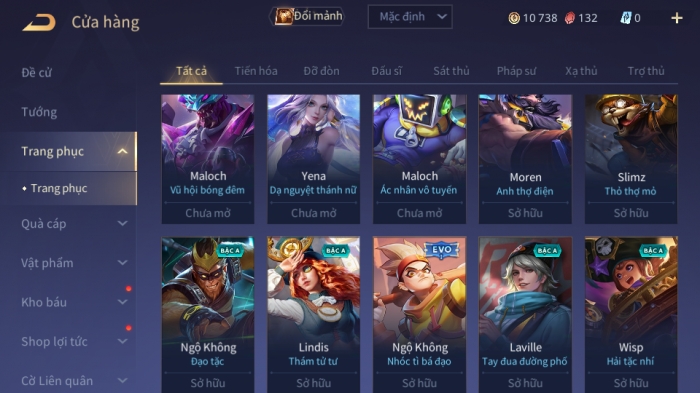 Cửa hàng
Đổi mảnh
Mặc định
10 738
132
0
Đề cử
Tướng
Trang phục
Trang phục
Quà cáp
Vật phẩm
Kho báu
Shop lợi tức
Cờ Liên quân
Tất cả
Tiến hóa
Đỡ đòn
Đấu sĩ
Sát thủ
Pháp sư
Xạ thủ
Trợ thủ
Maloch
Vũ hội bóng đêm
Chưa mở
Yena
Dạ nguyệt thánh nữ
Chưa mở
Maloch
Ác nhân vô tuyến
Chưa mở
Moren
Anh thợ điện
Sở hữu
Slimz
Thỏ thợ mỏ
Sở hữu
BẬC A
Ngộ Không
Đạo tặc
Sở hữu
BẬC A
Lindis
Thám tử tư
Sở hữu
EVO
Ngộ Không
Nhóc tì bá đạo
Sở hữu
BẬC A
Laville
Tay đua đường phố
Sở hữu
BẬC A
Wisp
Hải tặc nhí
Sở hữu